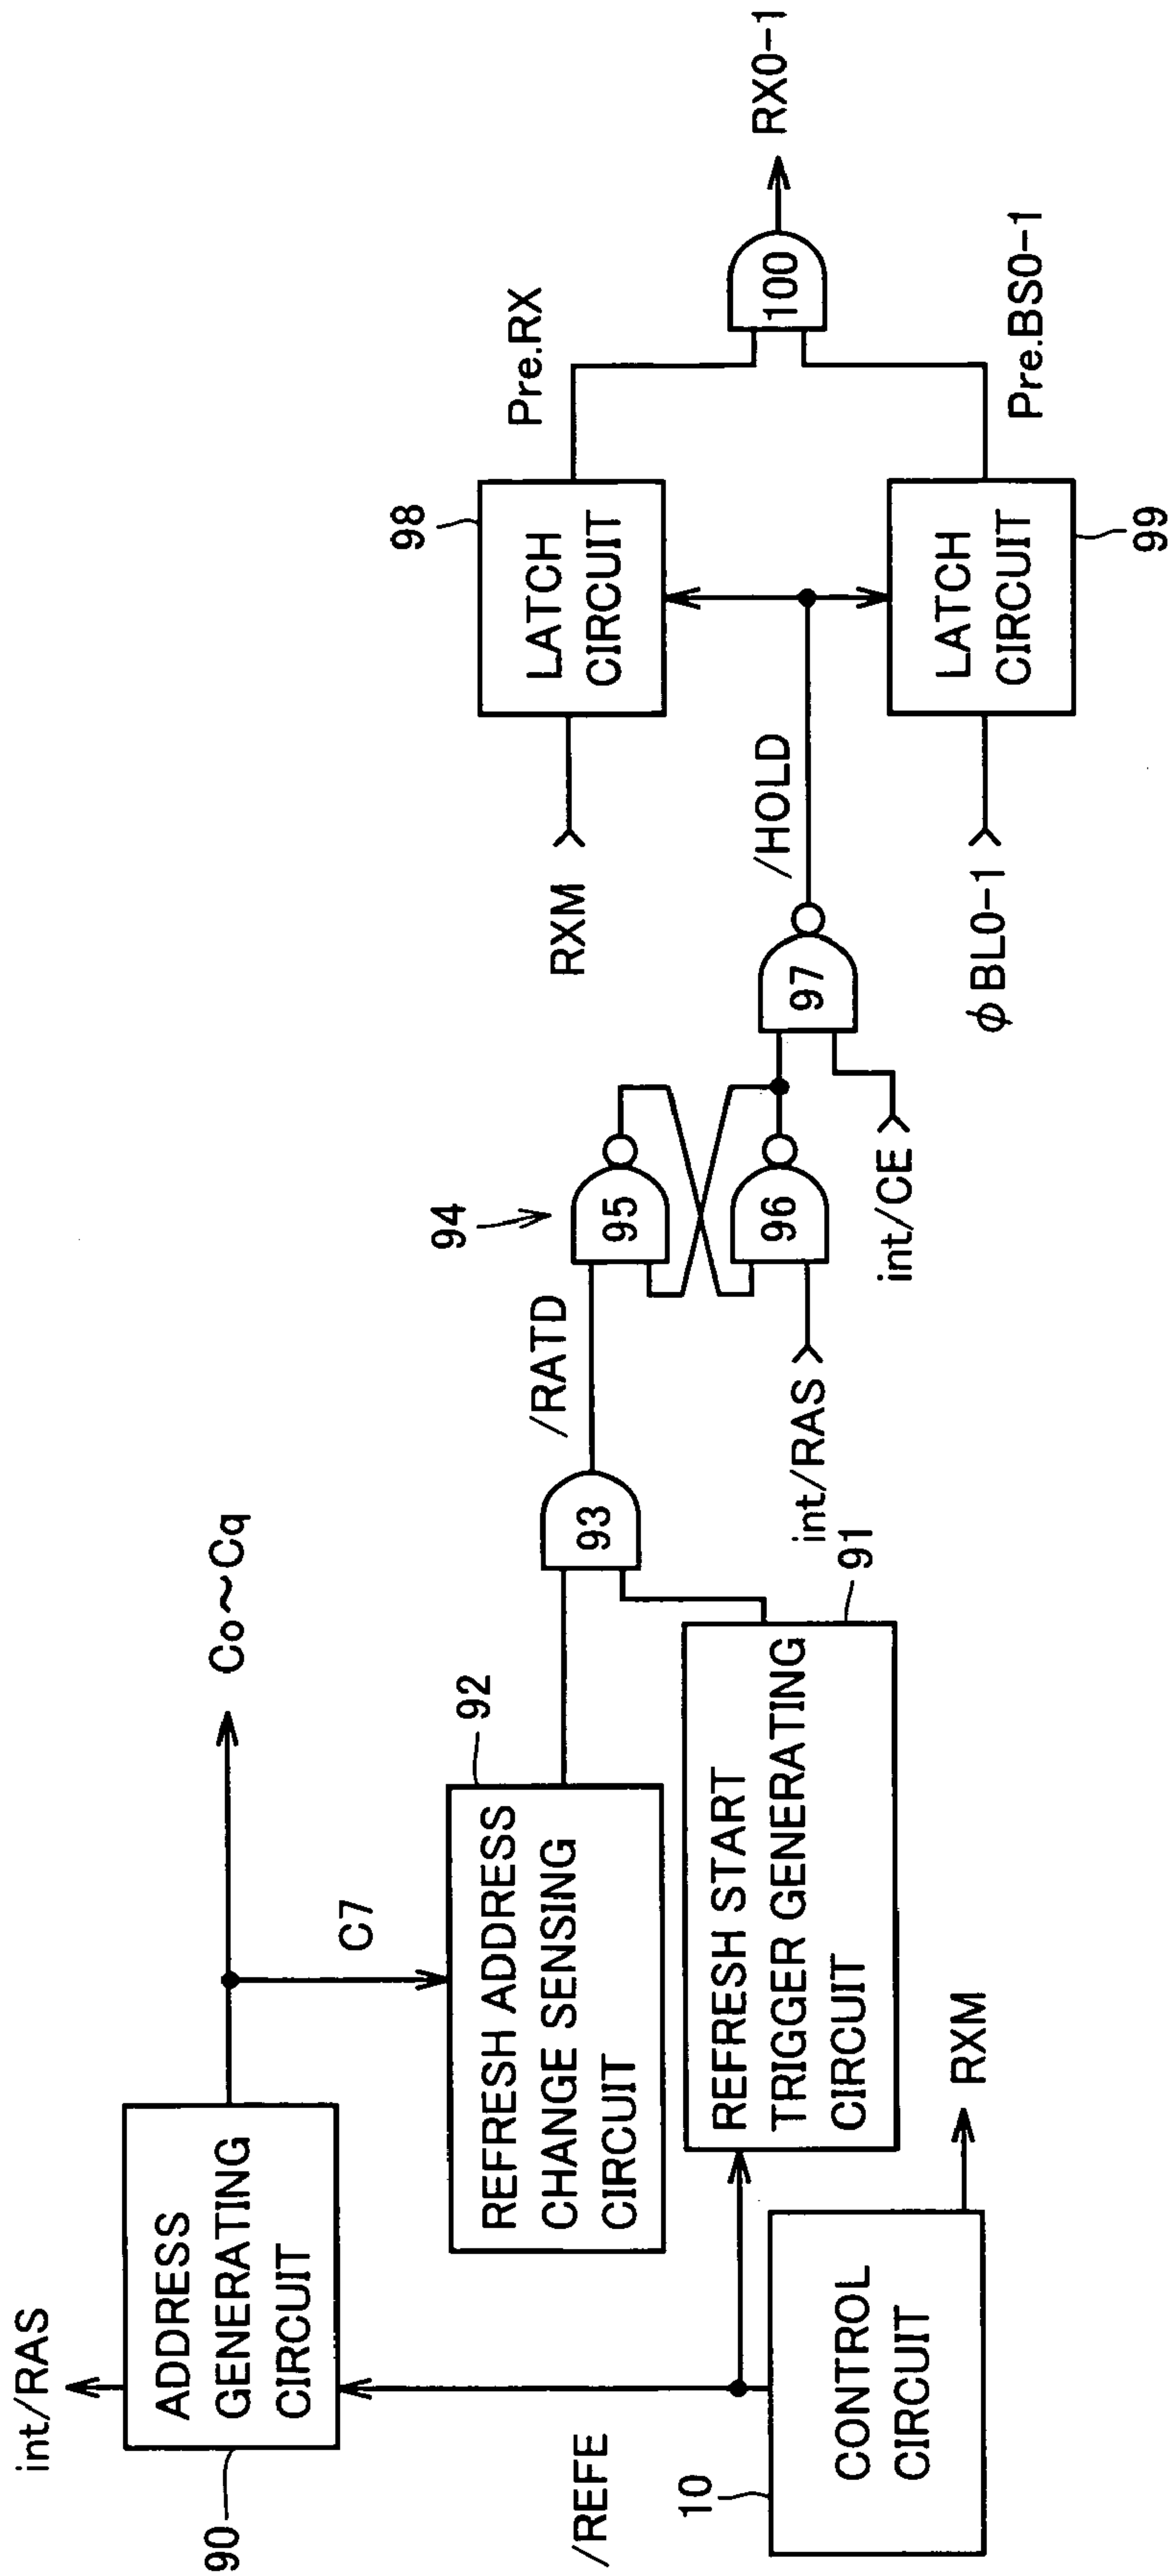 int/RAS
90
ADDRESS
GENERATING
CIRCUIT
Co~Cq
C7
/REFE
10
CONTROL
CIRCUIT
RXM
92
REFRESH ADDRESS
CHANGE SENSING
CIRCUIT
REFRESH START
TRIGGER GENERATING
CIRCUIT
91
93
/RATD
94
95
96
int/RAS
int/CE
97
/HOLD
RXM
98
LATCH
CIRCUIT
Pre.RX
φBL0-1
LATCH
CIRCUIT
99
Pre.BS0-1
100
RX0-1